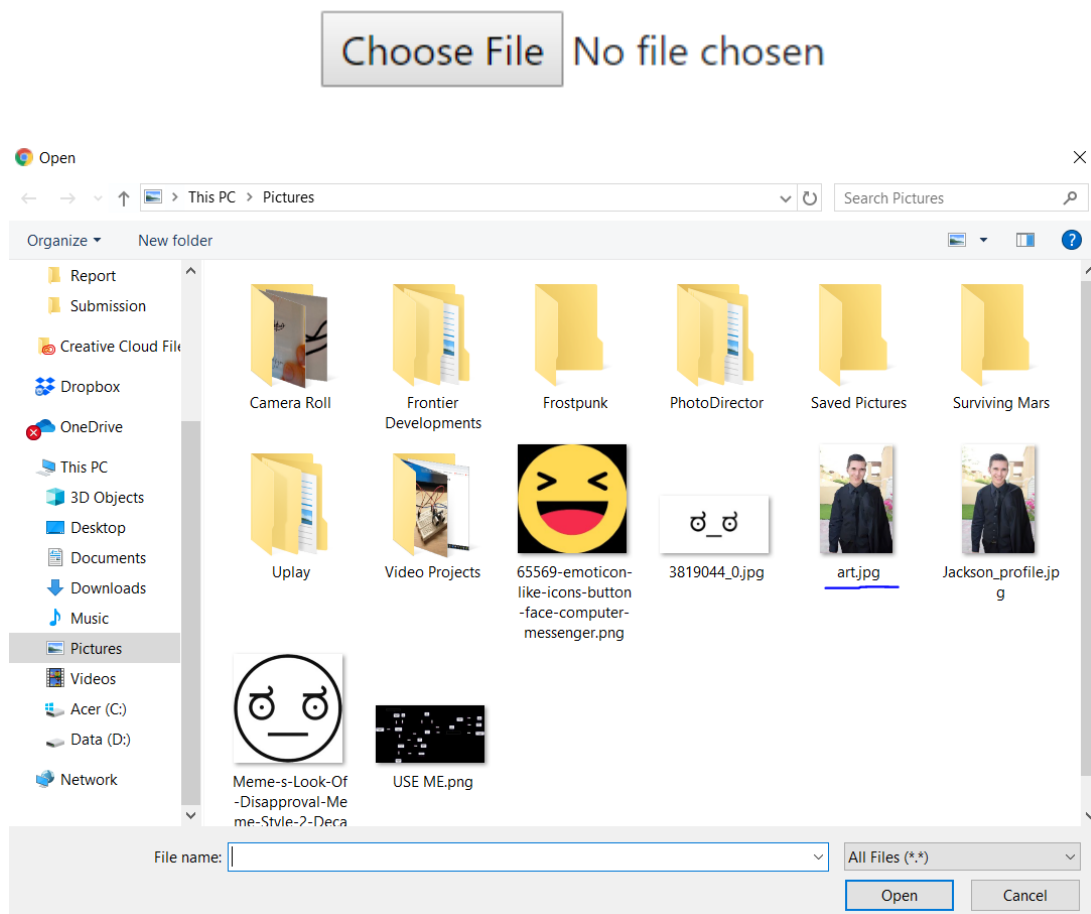 Choose File No file chosen
Open
This PC > Pictures
Search Pictures
Organize
New folder
Report
Submission
Creative Cloud File
Dropbox
OneDrive
This PC
3D Objects
Desktop
Documents
Downloads
Music
Pictures
Videos
Acer (C:)
Data (D:)
Network
Camera Roll
Frontier
Developments
Frostpunk
PhotoDirector
Saved Pictures
Surviving Mars
Uplay
Video Projects
65569-emoticon-
like-icons-button
-face-computer-
messenger.png
3819044_0.jpg
art.jpg
Jackson_profile.jp
g
Meme-s-Look-Of
-Disapproval-Me
me-Style-2-Deca
USE ME.png
File name:
All Files (*.*)
Open
Cancel